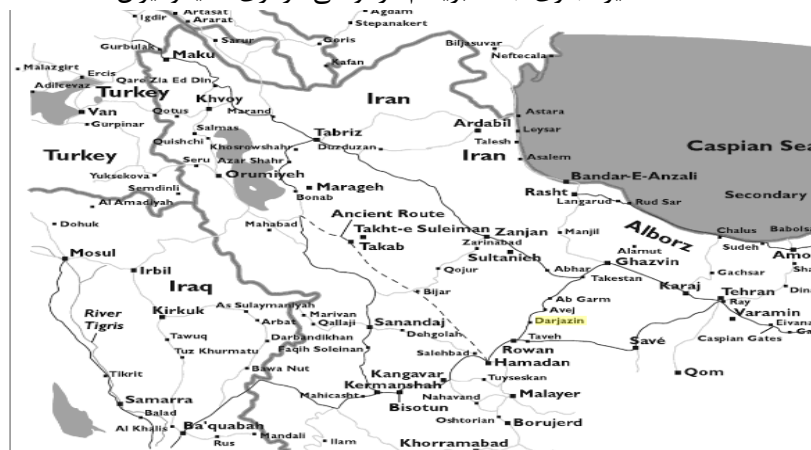 Igdir
Artasat
Ararat
Agdam
Stepanakert
Gurbulak
Maku
Sarur
Goris
Kafan
Biljasuvar
Neftecala
Malazgirt
Ercis
Adilcevaz
Turkey
Qareh Zia Ed Din
Van
Gurpinar
Qotus
Khvoy
Marand
Iran
Salmas
Quishchi
Khosrowshahr
Tabriz
Duzduzan
Ardabil
Astara
Leysar
Talesh
Iran
Asalem
Caspian Sea
Turkey
Seru
Azar Shahr
Yuksekova
Orumiyeh
Semdinli
Marageh
Bonab
Bandar-E-Anzali
Rasht
Langarud
Rud Sar
Secondary
Al Amadiyah
Dohuk
Mahabad
Ancient Route
Takht-e Suleiman
Takab
Zanjan
Zarinabad
Sultanieh
Manjil
Alborz
Alamut
Chalus
Sudeh
Babols
Amo
Mosul
Irbil
Iraq
Qojur
Abhar
Ghazvin
Takestan
Gachsar
Karaj
Tehran
Ray
Varamin
Kirkuk
River
Tigris
As Sulaymaniyah
Arbat
Marivan
Qallaji
Bijar
Sanandaj
Dehgolah
Ab Garm
Avej
Darjazin
Taveh
Rowan
Savé
Caspian Gates
Eivana
Tawuq
Tuz Khurmatu
Darbandikhan
Faqih Soleinan
Salehbad
Hamadan
Qom
Tikrit
Bawa Nut
Kangavar
Kermanshah
Mahicasht
Bisotun
Tuyseskan
Nahavand
Malayer
Samarra
Balad
Al Khalis
Ba'qubah
Rus
Mandali
Ilam
Oshtorian
Borujerd
Khorramabad